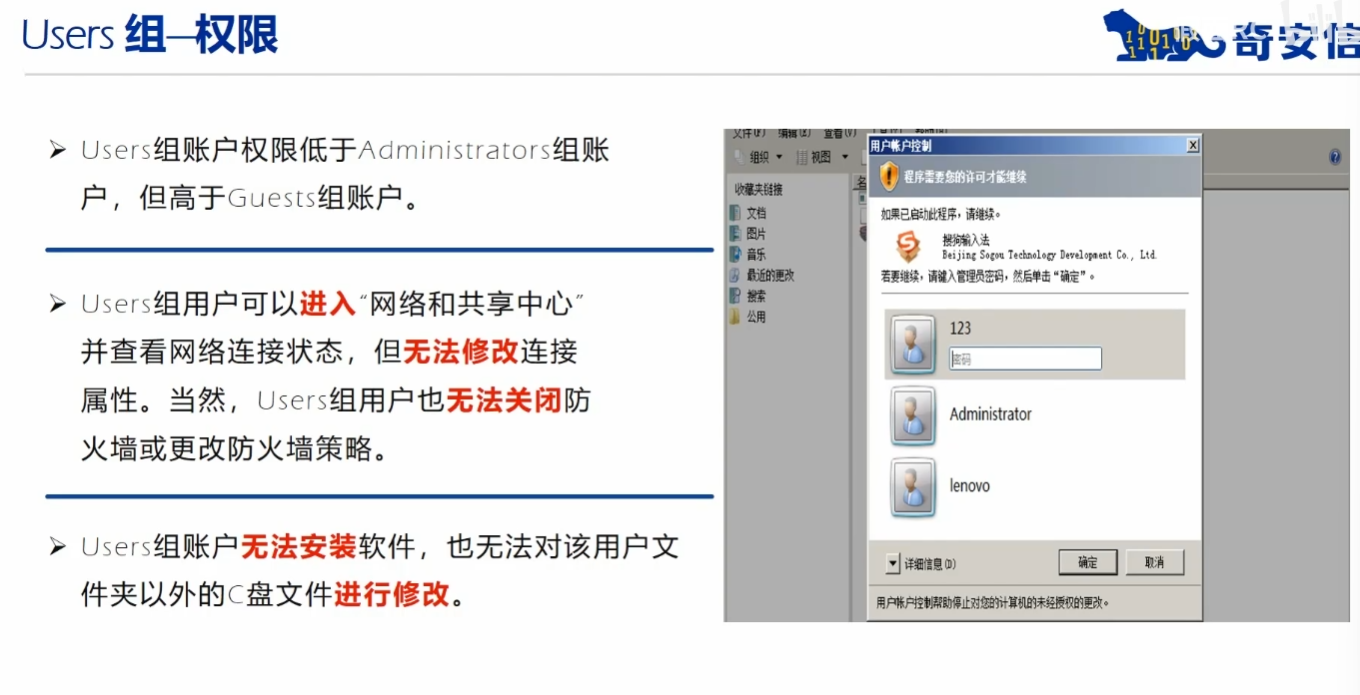 Users 组—权限
奇安信
➢ Users组账户权限低于Administrators组账
户，但高于Guests组账户。
➢ Users组用户可以进入“网络和共享中心”
并查看网络连接状态，但无法修改连接
属性。当然，Users组用户也无法关闭防
火墙或更改防火墙策略。
➢ Users组账户无法安装软件，也无法对该用户文
件夹以外的C盘文件进行修改。
文件(F) 编辑(E) 查看(V) 工具(T) 帮助(H)
组织 视图
收藏夹链接
文档
图片
音乐
最近的更改
搜索
公用
用户帐户控制
程序需要您的许可才能继续
如果已启动此程序，请继续。
搜狗输入法
Beijing Sogou Technology Development Co., Ltd.
若要继续，请键入管理员密码，然后单击“确定”。
123
密码
Administrator
lenovo
详细信息(D)
确定
取消
用户帐户控制帮助停止对您的计算机的未经授权的更改。